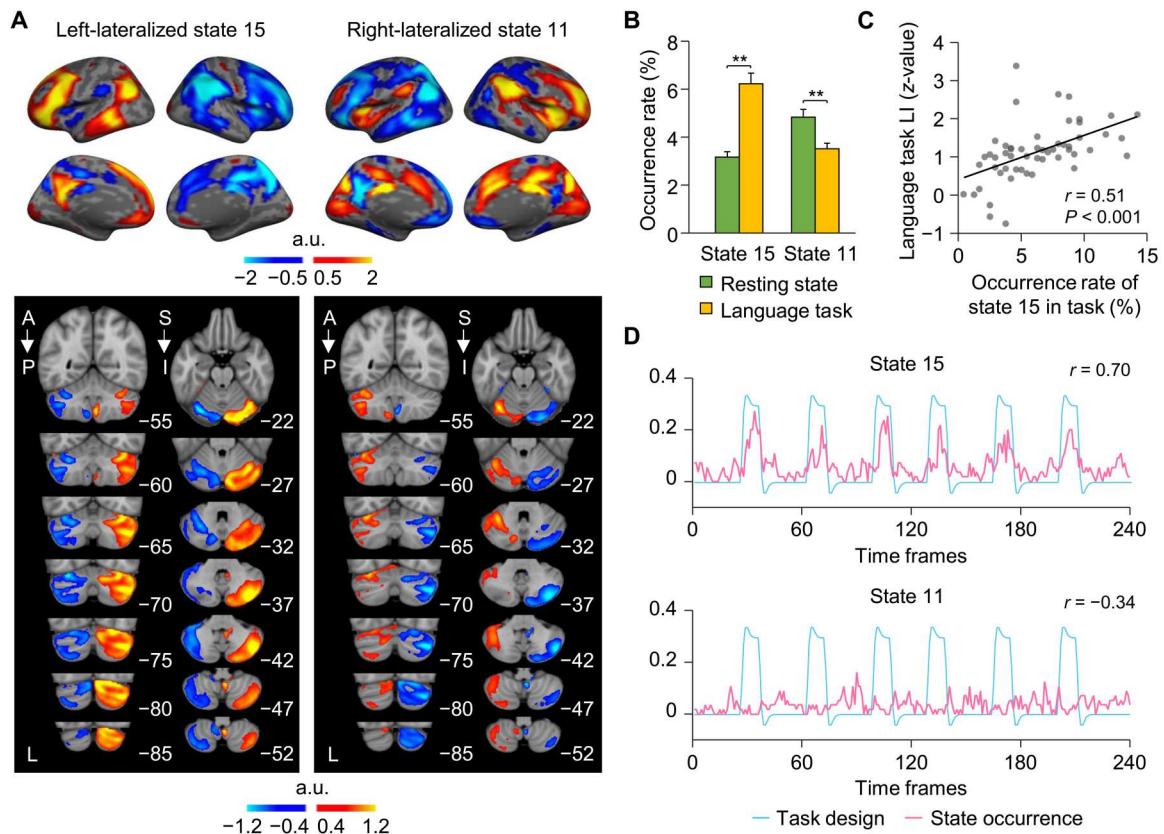 A
Left-lateralized state 15
Right-lateralized state 11
a.u.
−2 −0.5 0.5 2
A S A S
P I P I
−55 −22 −55 −22
−60 −27 −60 −27
−65 −32 −65 −32
−70 −37 −70 −37
−75 −42 −75 −42
−80 −47 −80 −47
L −85 −52 −85 −52
a.u.
−1.2 −0.4 0.4 1.2
B
Occurrence rate (%)
8
6
4
2
0
**
**
State 15 State 11
Resting state
Language task
C
Language task LI (z-value)
4
3
2
1
0
−1
r = 0.51
P < 0.001
0 5 10 15
Occurrence rate of
state 15 in task (%)
D
State 15
r = 0.70
0.4
0.2
0
0 60 120 180 240
Time frames
State 11
r = −0.34
0.4
0.2
0
0 60 120 180 240
Time frames
Task design State occurrence